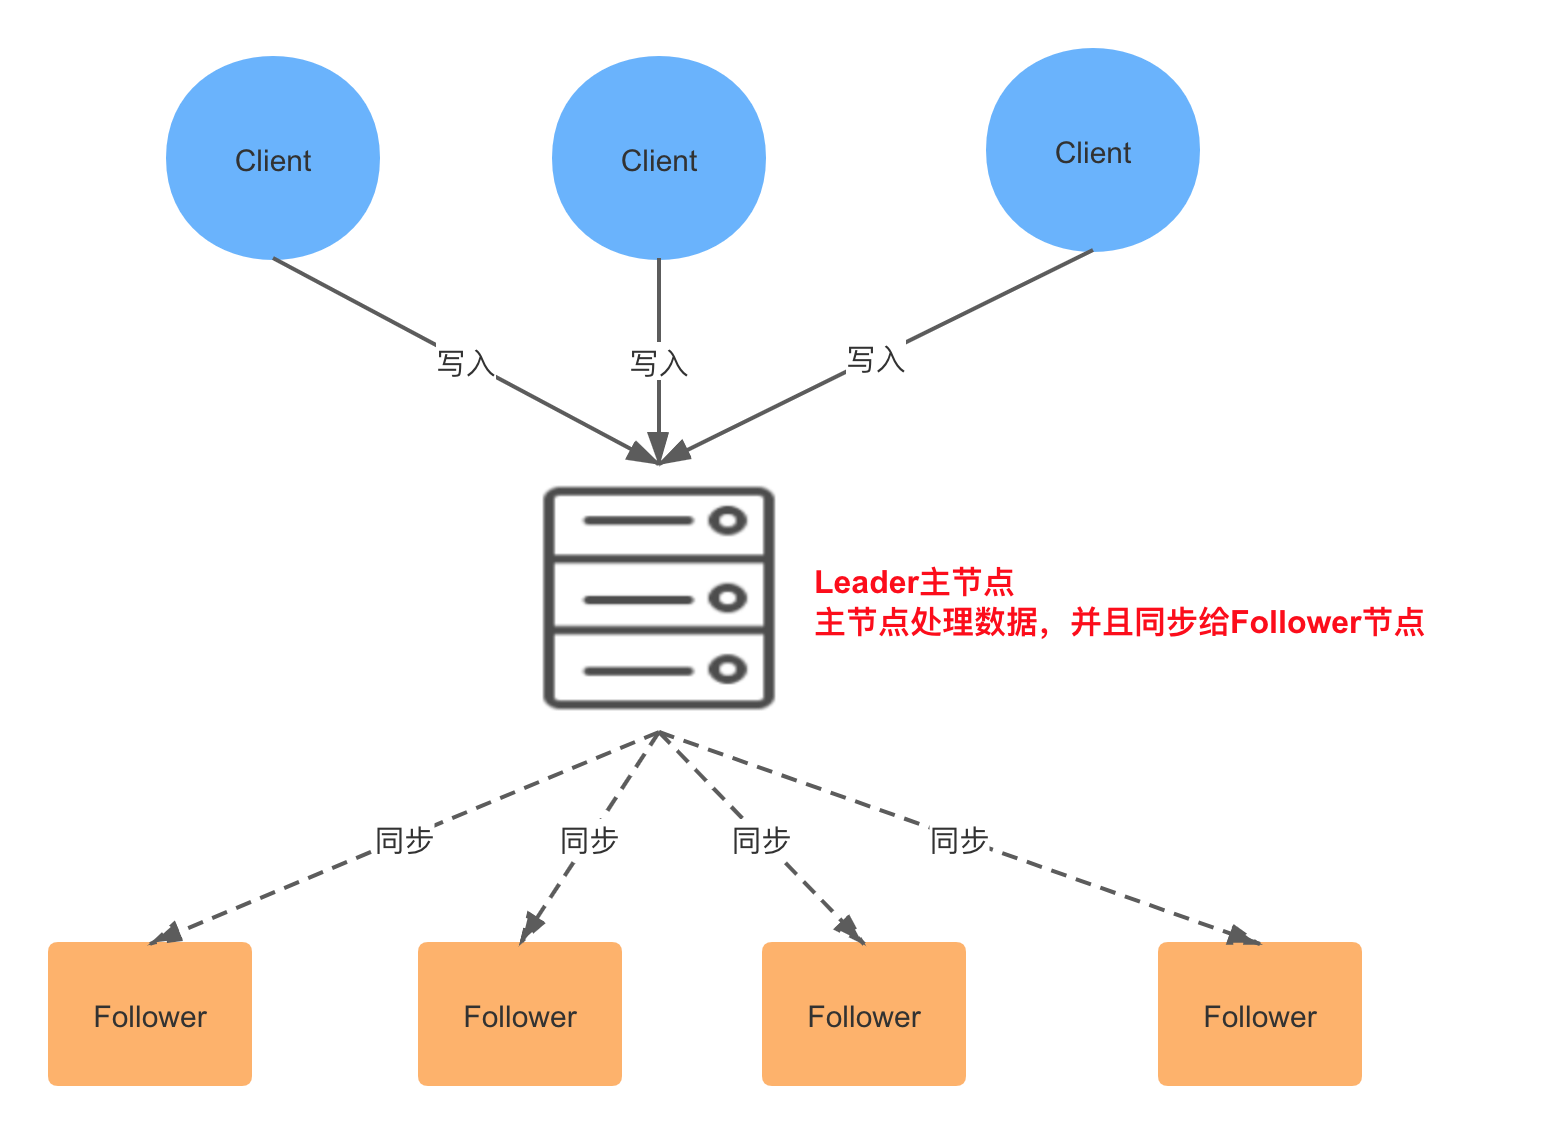 Client
Client
Client
写入
写入
写入
Leader主节点
主节点处理数据，并且同步给Follower节点
同步
同步
同步
同步
Follower
Follower
Follower
Follower